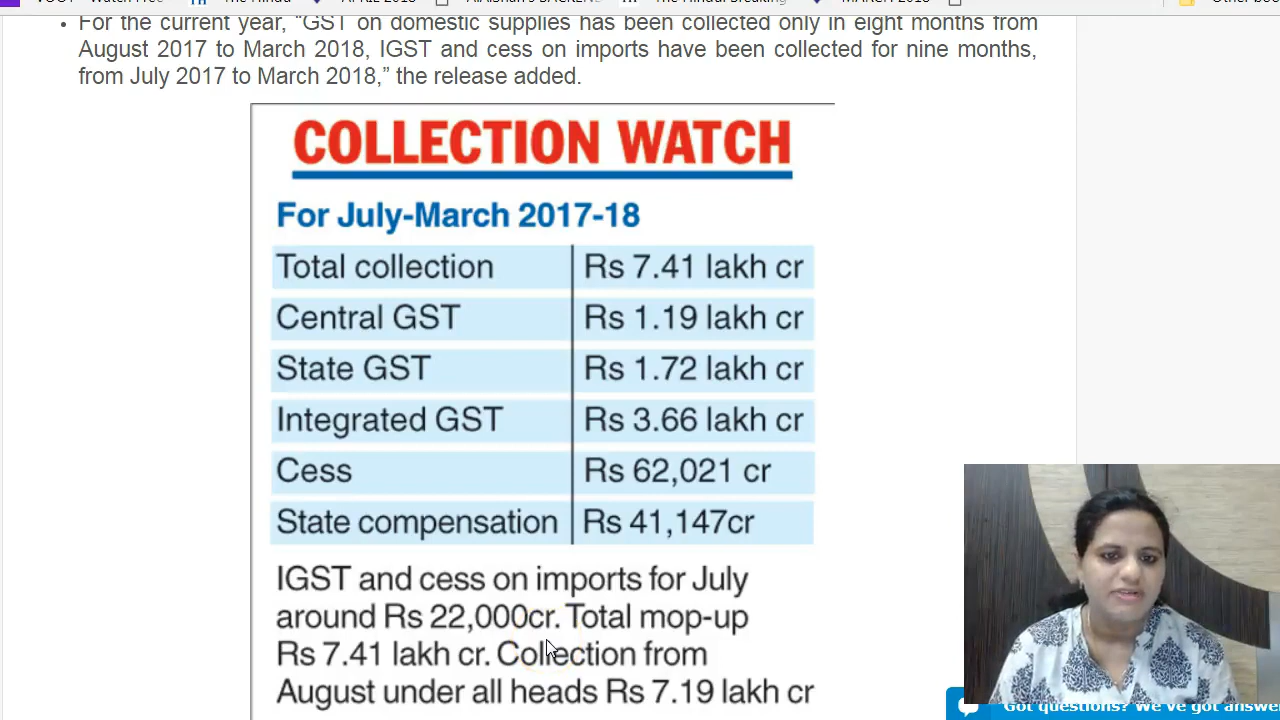 APRIL 2018
MARCH 2018
For the current year, “GST on domestic supplies has been collected only in eight months from
August 2017 to March 2018, IGST and cess on imports have been collected for nine months,
from July 2017 to March 2018,” the release added.
COLLECTION WATCH
For July-March 2017-18
Total collection Rs 7.41 lakh cr
Central GST Rs 1.19 lakh cr
State GST Rs 1.72 lakh cr
Integrated GST Rs 3.66 lakh cr
Cess Rs 62,021 cr
State compensation Rs 41,147cr
IGST and cess on imports for July
around Rs 22,000cr. Total mop-up
Rs 7.41 lakh cr. Collection from
August under all heads Rs 7.19 lakh cr
Got questions? We've got answe